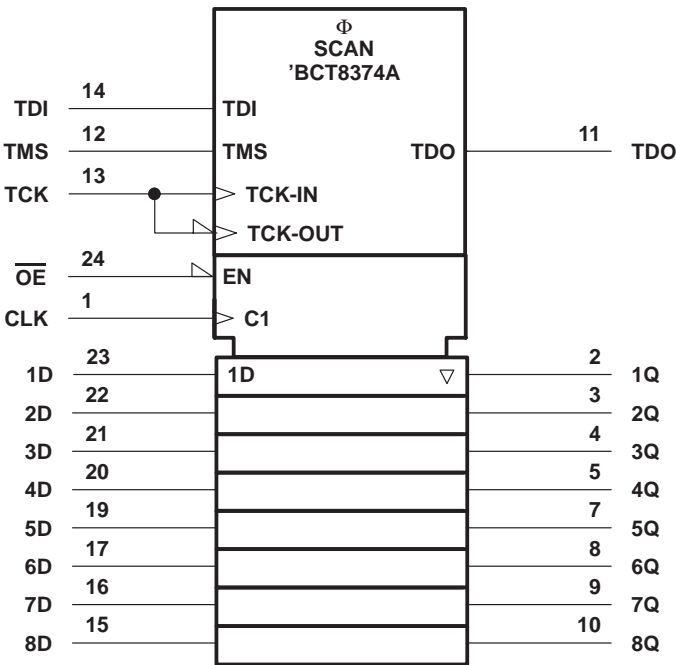 Φ
SCAN
’BCT8374A
TDI 14 TDI
TMS 12 TMS TDO 11 TDO
TCK 13 TCK-IN
TCK-OUT
OE 24 EN
CLK 1 C1
1D 23 1D 2 1Q
2D 22 3 2Q
3D 21 4 3Q
4D 20 5 4Q
5D 19 7 5Q
6D 17 8 6Q
7D 16 9 7Q
8D 15 10 8Q